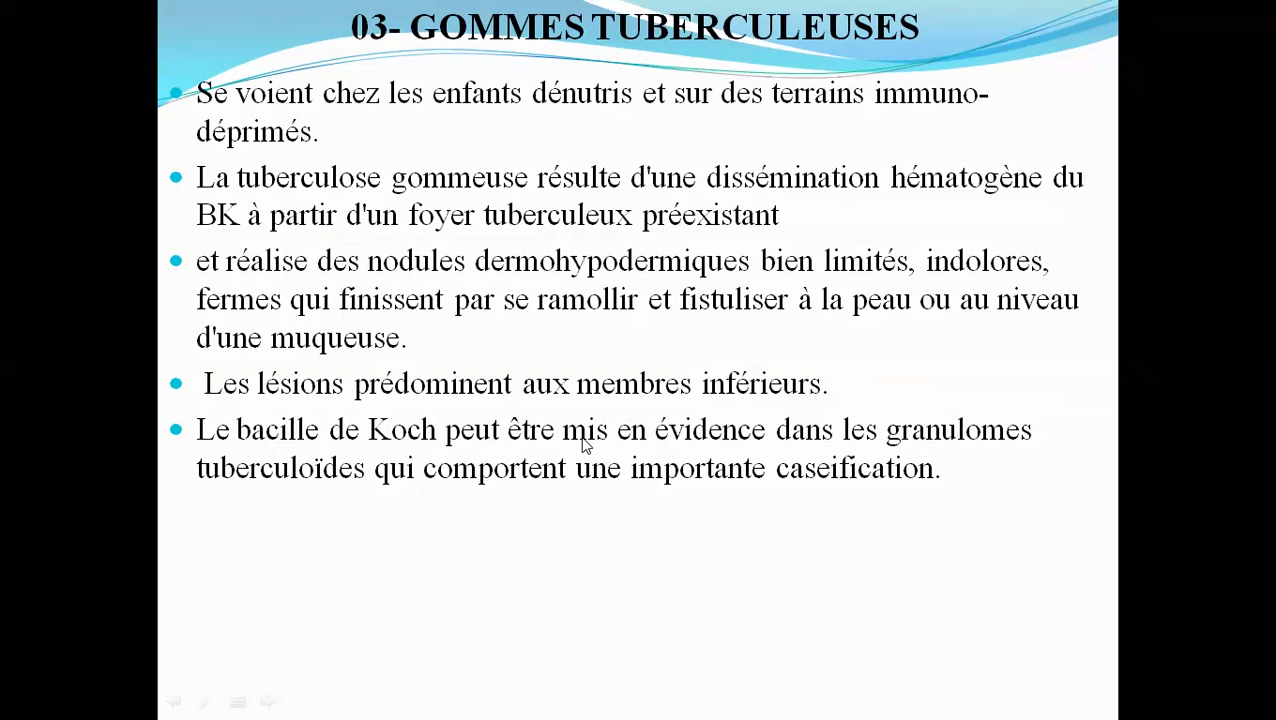 03- GOMMES TUBERCULEUSES
Se voient chez les enfants dénutris et sur des terrains immuno-
déprimés.
La tuberculose gommeuse résulte d'une dissémination hématogène du
BK à partir d'un foyer tuberculeux préexistant
et réalise des nodules dermohypodermiques bien limités, indolores,
fermes qui finissent par se ramollir et fistuliser à la peau ou au niveau
d'une muqueuse.
Les lésions prédominent aux membres inférieurs.
Le bacille de Koch peut être mis en évidence dans les granulomes
tuberculoïdes qui comportent une importante caseification.